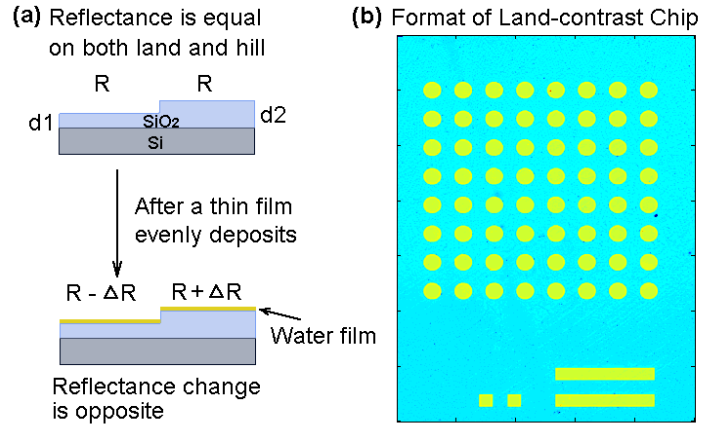 (a) Reflectance is equal
on both land and hill
R R
d1 SiO₂ d2
Si
After a thin film
evenly deposits
R - ΔR R + ΔR
Water film
Reflectance change
is opposite
(b) Format of Land-contrast Chip